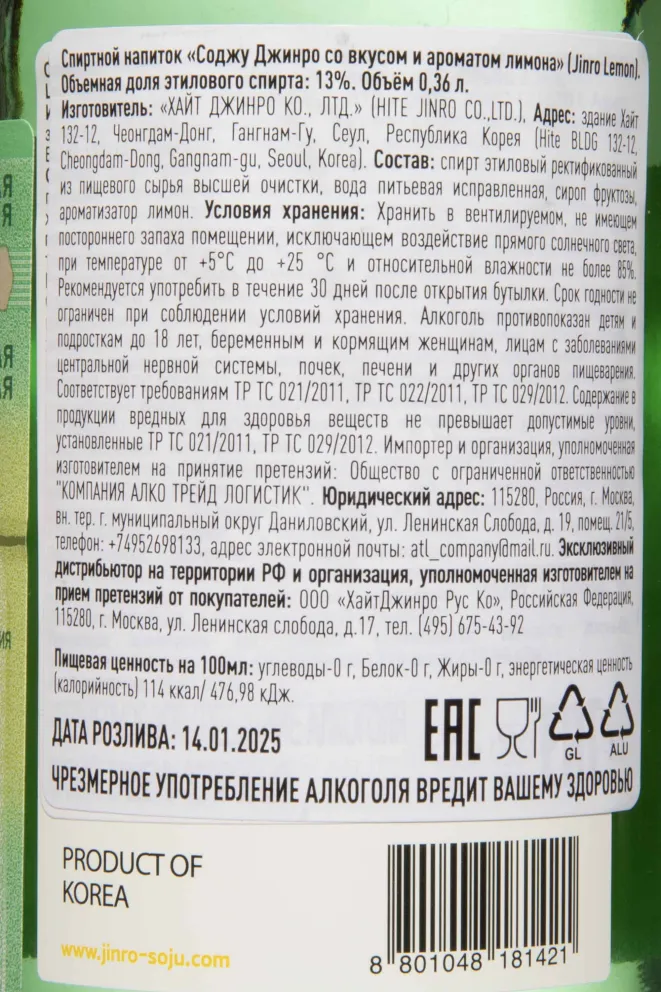 Спиртной напиток «Соджу Джинро со вкусом и ароматом лимона» (Jinro Lemon).
Объемная доля этилового спирта: 13%. Объём 0,36 л.
Изготовитель: «ХАЙТ ДЖИНРО КО., ЛТД.» (HITE JINRO CO.,LTD.), Адрес: здание Хайт
132-12, Чеонгдам-Донг, Гангнам-Гу, Сеул, Республика Корея (Hite BLDG 132-12,
Cheongdam-Dong, Gangnam-gu, Seoul, Korea). Состав: спирт этиловый ректификованный
из пищевого сырья высшей очистки, вода питьевая исправленная, сироп фруктозы,
ароматизатор лимон. Условия хранения: Хранить в вентилируемом, не имеющем
постороннего запаха помещении, исключающем воздействие прямого солнечного света,
при температуре от +5°C до +25 °C и относительной влажности не более 85%.
Рекомендуется употребить в течение 30 дней после открытия бутылки. Срок годности не
ограничен при соблюдении условий хранения. Алкоголь противопоказан детям и
подросткам до 18 лет, беременным и кормящим женщинам, лицам с заболеваниями
центральной нервной системы, почек, печени и других органов пищеварения.
Соответствует требованиям ТР ТС 021/2011, ТР ТС 022/2011, ТР ТС 029/2012. Содержание в
продукции вредных для здоровья веществ не превышает допустимые уровни,
установленные ТР ТС 021/2011, ТР ТС 029/2012. Импортер и организация, уполномоченная
изготовителем на принятие претензий: Общество с ограниченной ответственностью
"КОМПАНИЯ АЛКО ТРЕЙД ЛОГИСТИК". Юридический адрес: 115280, Россия, г. Москва,
вн. тер. г. муниципальный округ Даниловский, ул. Ленинская Слобода, д. 19, помещ. 21/5,
телефон: +74952698133, адрес электронной почты: atl_company@mail.ru. Эксклюзивный
дистрибьютор на территории РФ и организация, уполномоченная изготовителем на
прием претензий от покупателей: ООО «ХайтДжинро Рус Ко», Российская Федерация,
115280, г. Москва, ул. Ленинская слобода, д.17, тел. (495) 675-43-92
Пищевая ценность на 100мл: углеводы-0 г, Белок-0 г, Жиры-0 г, энергетическая ценность
(калорийность) 114 ккал/ 476,98 кДж.
ДАТА РОЗЛИВА: 14.01.2025
EAC
GL
ALU
ЧРЕЗМЕРНОЕ УПОТРЕБЛЕНИЕ АЛКОГОЛЯ ВРЕДИТ ВАШЕМУ ЗДОРОВЬЮ
PRODUCT OF
KOREA
www.jinro-soju.com
8 801048 181421